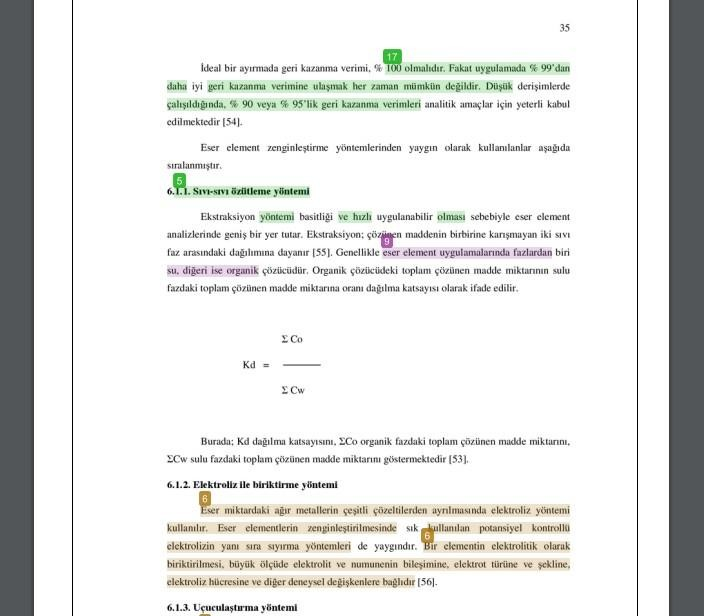 35
17
İdeal bir ayırmada geri kazanma verimi, % 100 olmalıdır. Fakat uygulamada % 99'dan
daha iyi geri kazanma verimine ulaşmak her zaman mümkün değildir. Düşük derişimlerde
çalışıldığında, % 90 veya % 95'lik geri kazanma verimleri analitik amaçlar için yeterli kabul
edilmektedir [54].
Eser element zenginleştirme yöntemlerinden yaygın olarak kullanılanlar aşağıda
sıralanmıştır.
5
6.1.1. Sıvı-sıvı özütleme yöntemi
Ekstraksiyon yöntemi basitliği ve hızlı uygulanabilir olması sebebiyle eser element
analizlerinde geniş bir yer tutar. Ekstraksiyon; çözünen maddenin birbirine karışmayan iki sıvı
9
faz arasındaki dağılımına dayanır [55]. Genellikle eser element uygulamalarında fazlardan biri
su, diğeri ise organik çözücüdür. Organik çözücüdeki toplam çözünen madde miktarının sulu
fazdaki toplam çözünen madde miktarına oranı dağılma katsayısı olarak ifade edilir.
Σ Co
Kd =
Σ Cw
Burada; Kd dağılma katsayısını, ΣCo organik fazdaki toplam çözünen madde miktarını,
ΣCw sulu fazdaki toplam çözünen madde miktarını göstermektedir [53].
6.1.2. Elektroliz ile biriktirme yöntemi
6
Eser miktardaki ağır metallerin çeşitli çözeltilerden ayrılmasında elektroliz yöntemi
kullanılır. Eser elementlerin zenginleştirilmesinde sık kullanılan potansiyel kontrollü
6
elektrolizin yanı sıra sıyırma yöntemleri de yaygındır. Bir elementin elektrolitik olarak
biriktirilmesi, büyük ölçüde elektrolit ve numunenin bileşimine, elektrot türüne ve şekline,
elektroliz hücresine ve diğer deneysel değişkenlere bağlıdır [56].
6.1.3. Uçuculaştırma yöntemi